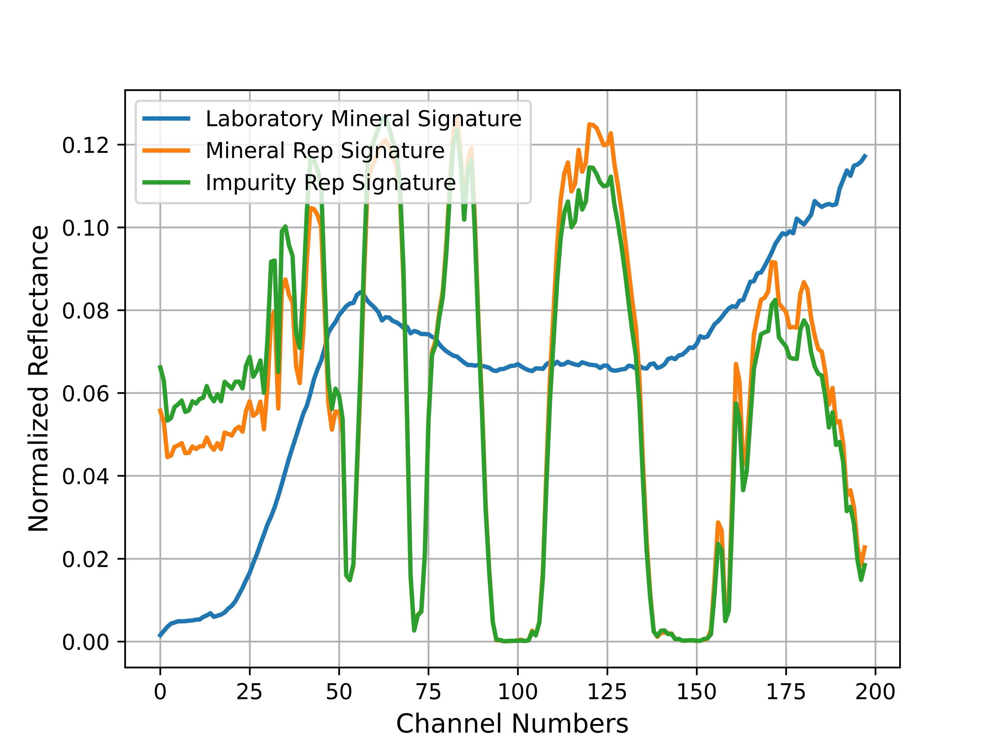 Laboratory Mineral Signature
Mineral Rep Signature
Impurity Rep Signature
Normalized Reflectance
0.12
0.10
0.08
0.06
0.04
0.02
0.00
0 25 50 75 100 125 150 175 200
Channel Numbers